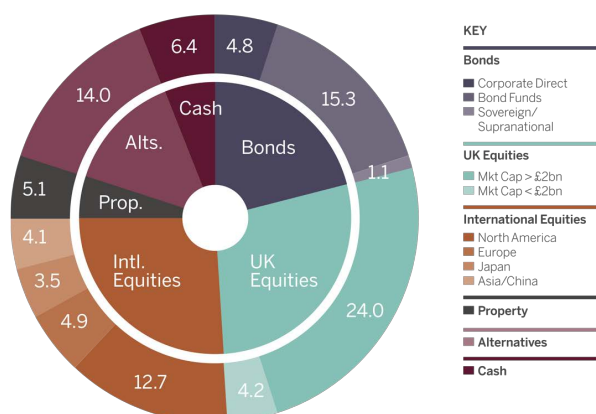 6.4
4.8
14.0
15.3
Cash
Alts.
Bonds
1.1
5.1
Prop.
4.1
Intl.
Equities
UK
Equities
3.5
24.0
4.9
12.7
4.2
KEY
Bonds
Corporate Direct
Bond Funds
Sovereign/
Supranational
UK Equities
Mkt Cap > £2bn
Mkt Cap < £2bn
International Equities
North America
Europe
Japan
Asia/China
Property
Alternatives
Cash